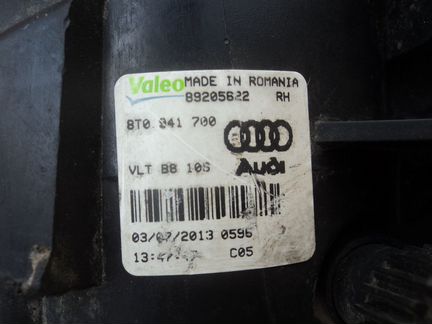 Valeo MADE IN ROMANIA
89205622 RH
8T0.941 700
VLT BB 10S Audi
03/07/2013 0596
C05